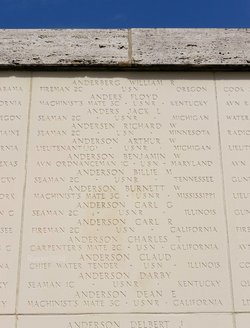 ANDERBERG WILLIAM R
FIREMAN 2C USN OREGON
ANDERS FLOYD
MACHINIST'S MATE 3C · USNR · KENTUCKY
ANDERS JACK L
SEAMAN 2C USNR MICHIGAN
ANDERSEN RICHARD W
SEAMAN 2C USNR MINNESOTA
ANDERSON ARTHUR W
LIEUTENANT(JG) USNR MICHIGAN
ANDERSON BENJAMIN W
AVN ORDNANCEMAN 1C · USN · MARYLAND
ANDERSON BILLIE M
SEAMAN 2C USNR TENNESSEE
ANDERSON BURNETT W
MACHINIST'S MATE 3C · USNR · MISSISSIPPI
ANDERSON CARL G
SEAMAN 2C USNR ILLINOIS
ANDERSON CARL R
FIREMAN 2C USN CALIFORNIA
ANDERSON CHARLES T
CARPENTER'S MATE 2C · USNR · CALIFORNIA
ANDERSON CLAUD
CHIEF WATER TENDER · USN · ILLINOIS
ANDERSON DARBY
SEAMAN 1C USNR KENTUCKY
ANDERSON DEAN E
MACHINIST'S MATE 2C · USNR · CALIFORNIA
ANDERSON DELBERT J